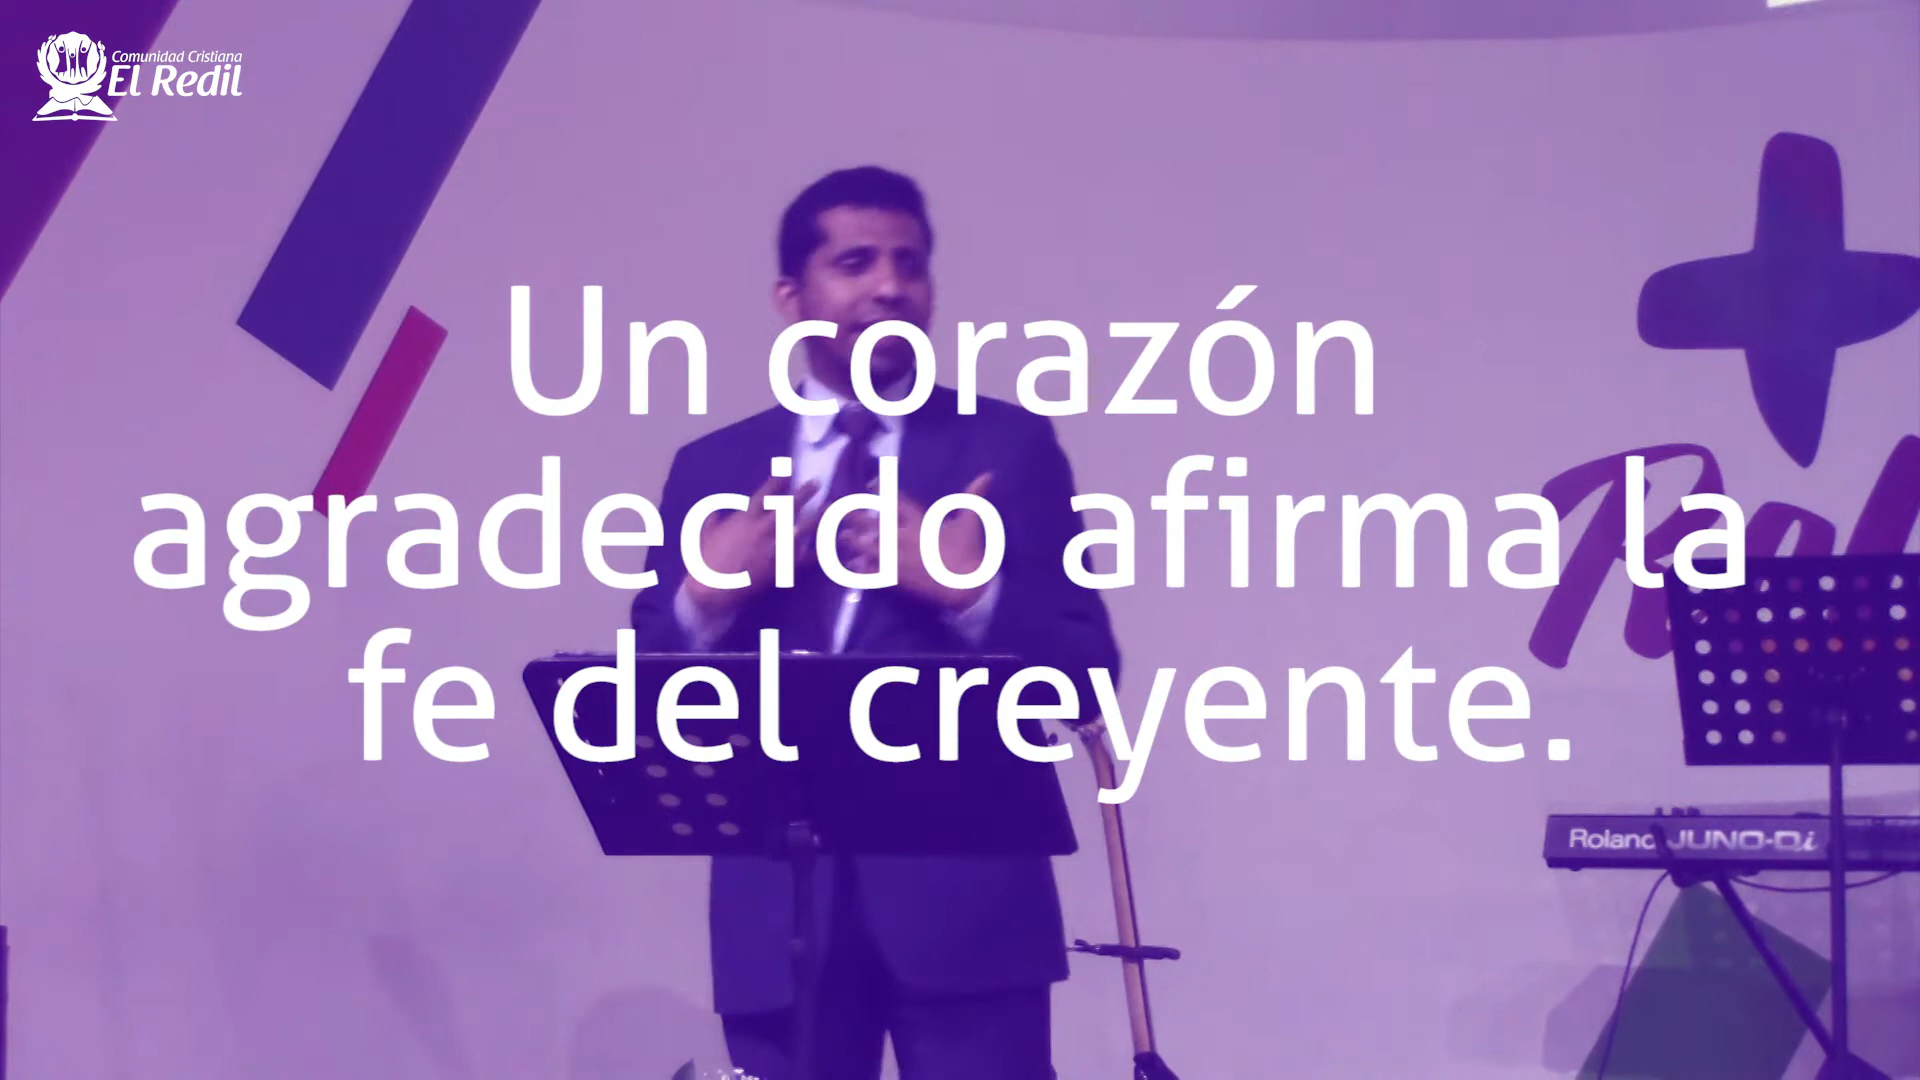 Comunidad Cristiana
El Redil
Un corazón
agradecido afirma la
fe del creyente.
Roland JUNO-Di